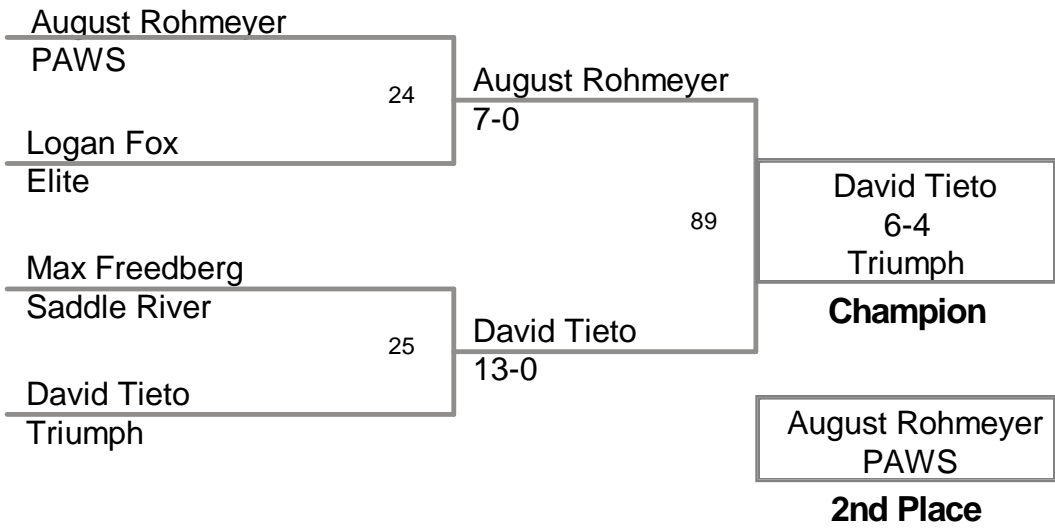 August Rohmeyer
PAWS
24
Logan Fox
Elite
August Rohmeyer
7-0
Max Freedberg
Saddle River
25
David Tieto
Triumph
David Tieto
13-0
89
David Tieto
6-4
Triumph
Champion
August Rohmeyer
PAWS
2nd Place